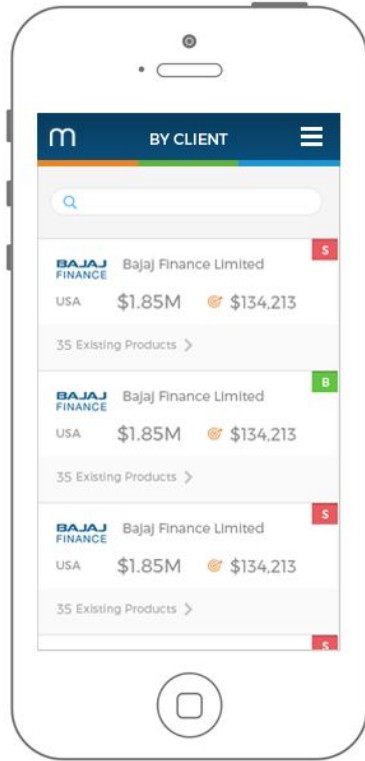 m BY CLIENT
S
BAJAJ FINANCE Bajaj Finance Limited
USA $1.85M $134,213
35 Existing Products >
B
BAJAJ FINANCE Bajaj Finance Limited
USA $1.85M $134,213
35 Existing Products >
S
BAJAJ FINANCE Bajaj Finance Limited
USA $1.85M $134,213
35 Existing Products >
S